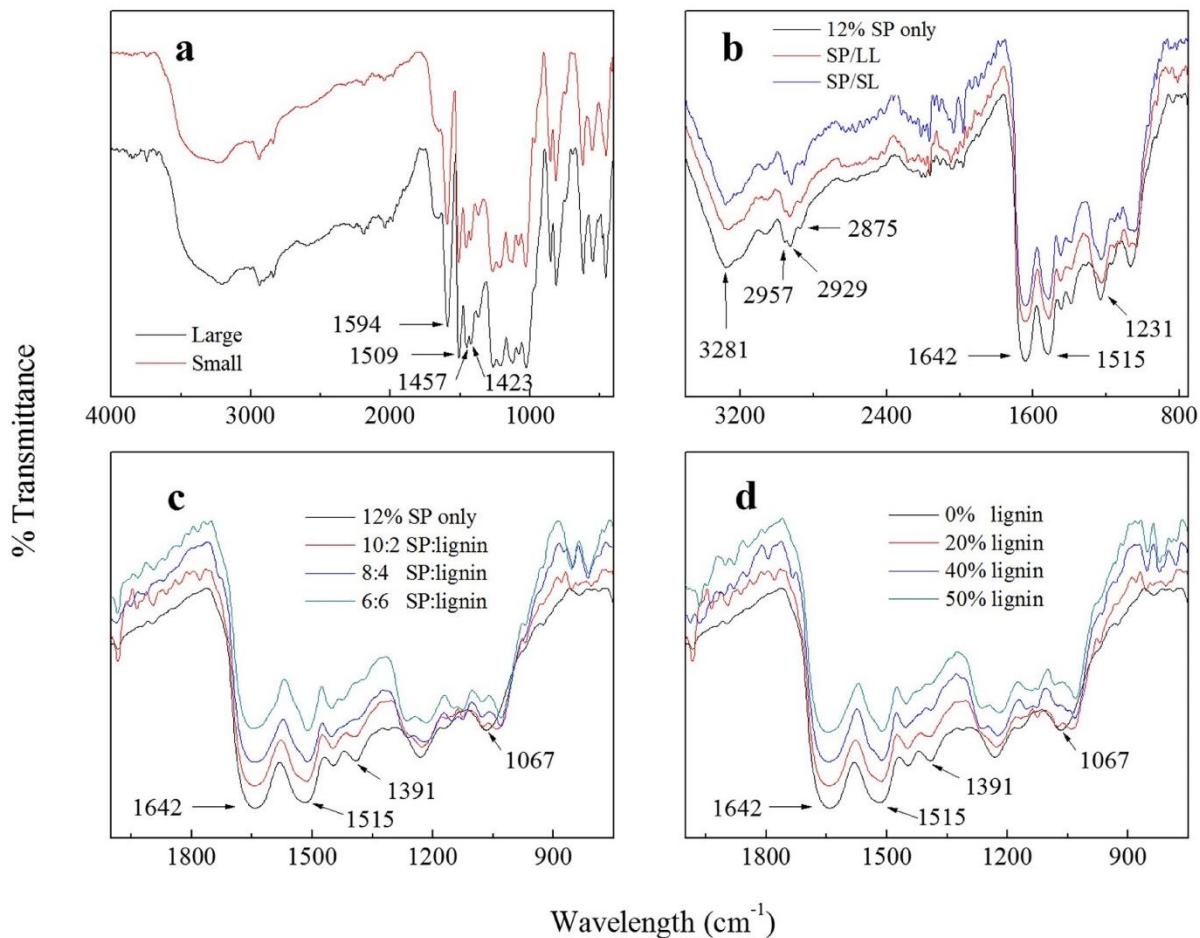 a
Large
Small
1594
1509
1457
1423
4000
3000
2000
1000
b
12% SP only
SP/LL
SP/SL
2875
2957
2929
3281
1231
1642
1515
3200
2400
1600
800
% Transmittance
c
12% SP only
10:2 SP:lignin
8:4 SP:lignin
6:6 SP:lignin
1067
1391
1642
1515
1800
1500
1200
900
d
0% lignin
20% lignin
40% lignin
50% lignin
1067
1391
1642
1515
1800
1500
1200
900
Wavelength (cm⁻¹)